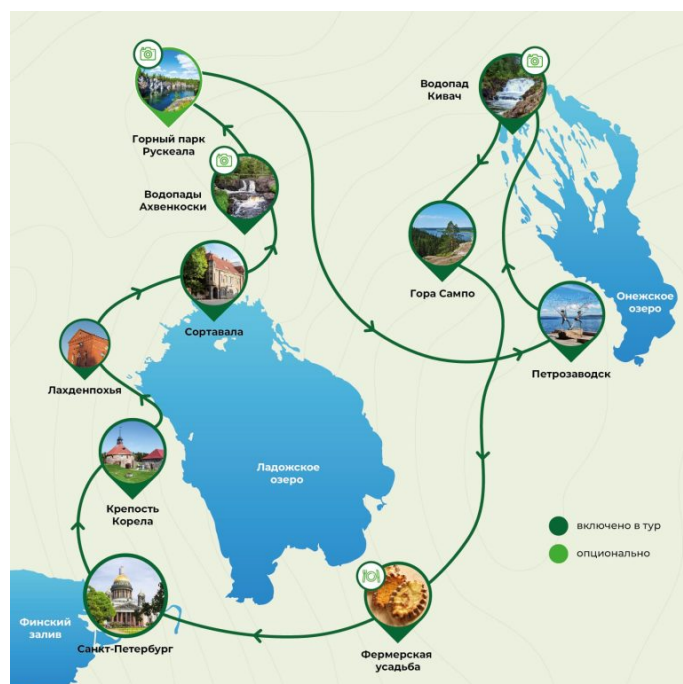 Водопад
Кивач
Горный парк
Рускеала
Водопады
Ахвенкоски
Гора Сампо
Онежское
озеро
Сортавала
Петрозаводск
Лахденпохья
Ладожское
озеро
Крепость
Корела
включено в тур
опционально
Финский
залив
Санкт-Петербург
Фермерская
усадьба